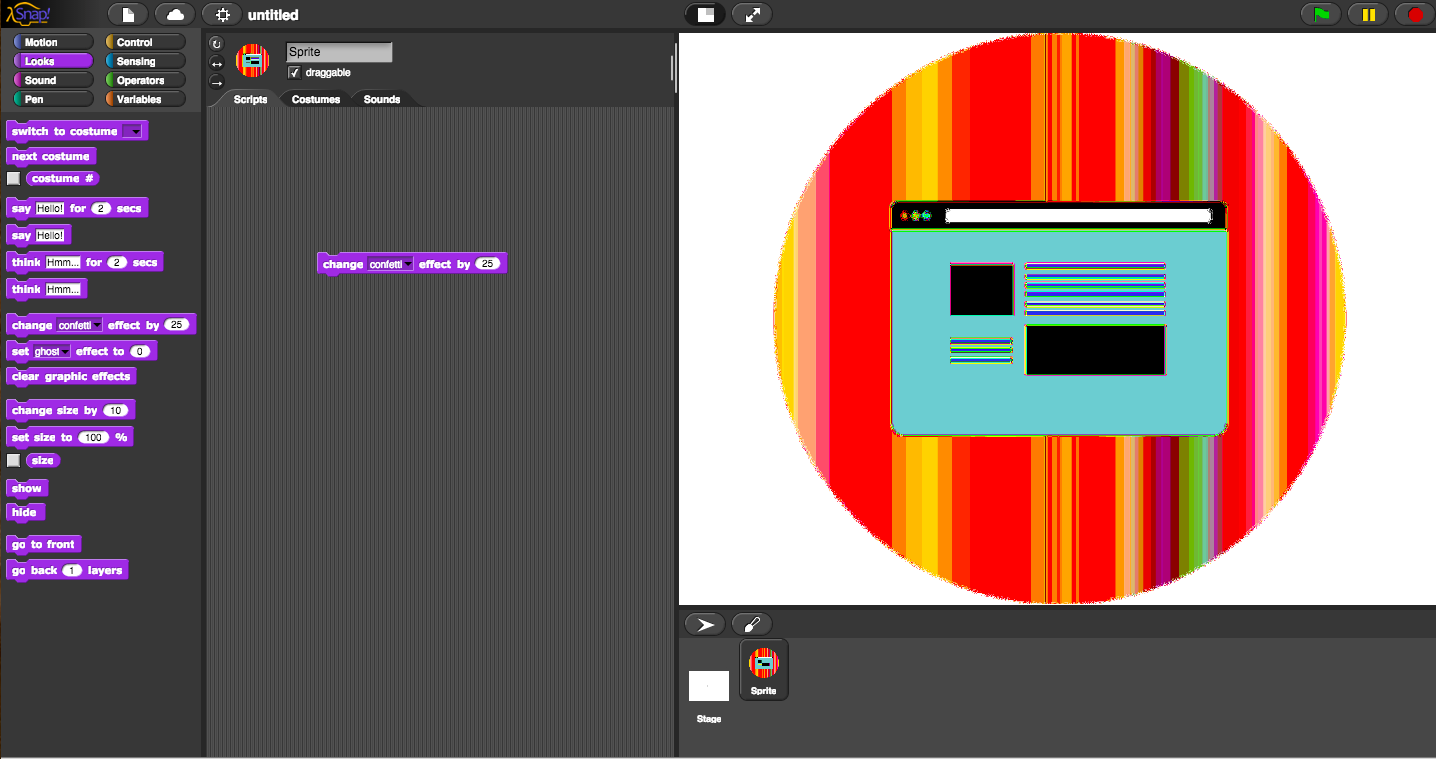 λSnap!
untitled
Motion
Control
Looks
Sensing
Sound
Operators
Pen
Variables
switch to costume
next costume
costume #
say Hello! for 2 secs
say Hello!
think Hmm... for 2 secs
think Hmm...
change confetti effect by 25
set ghost effect to 0
clear graphic effects
change size by 10
set size to 100 %
size
show
hide
go to front
go back 1 layers
Sprite
draggable
Scripts
Costumes
Sounds
change confetti effect by 25
Stage
Sprite